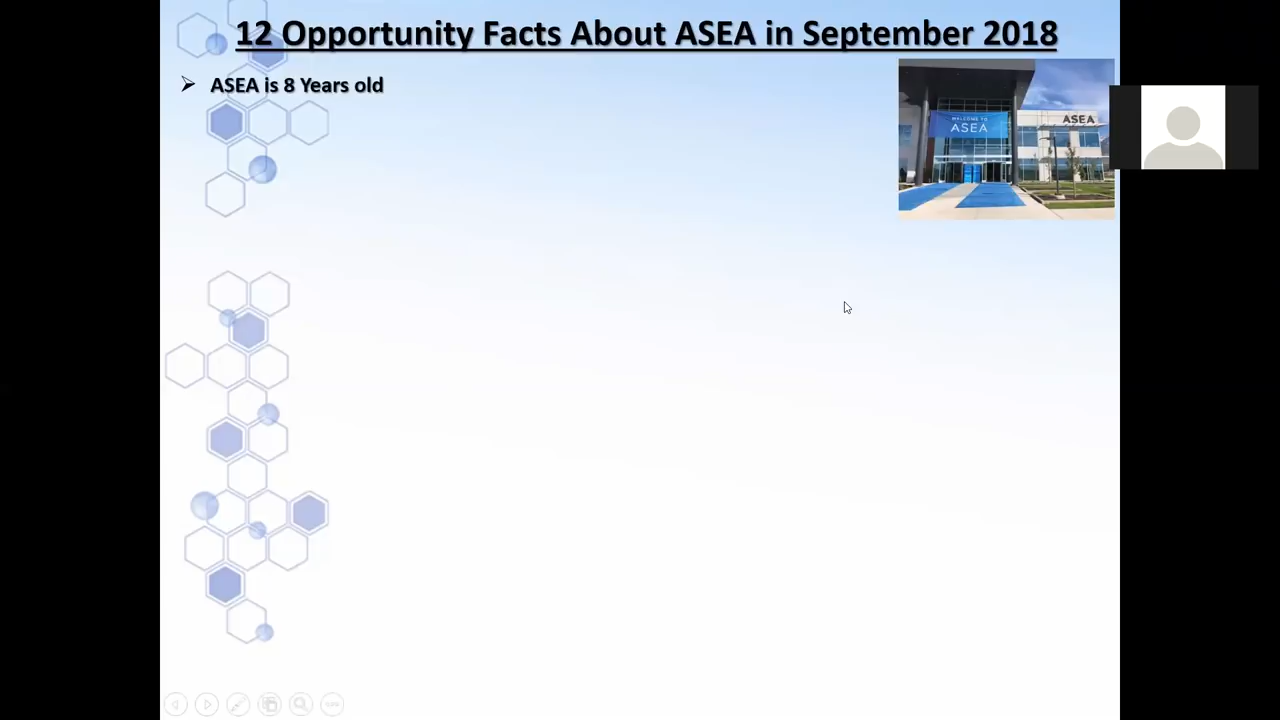 12 Opportunity Facts About ASEA in September 2018
ASEA is 8 Years old
WELCOME TO
ASEA
ASEA